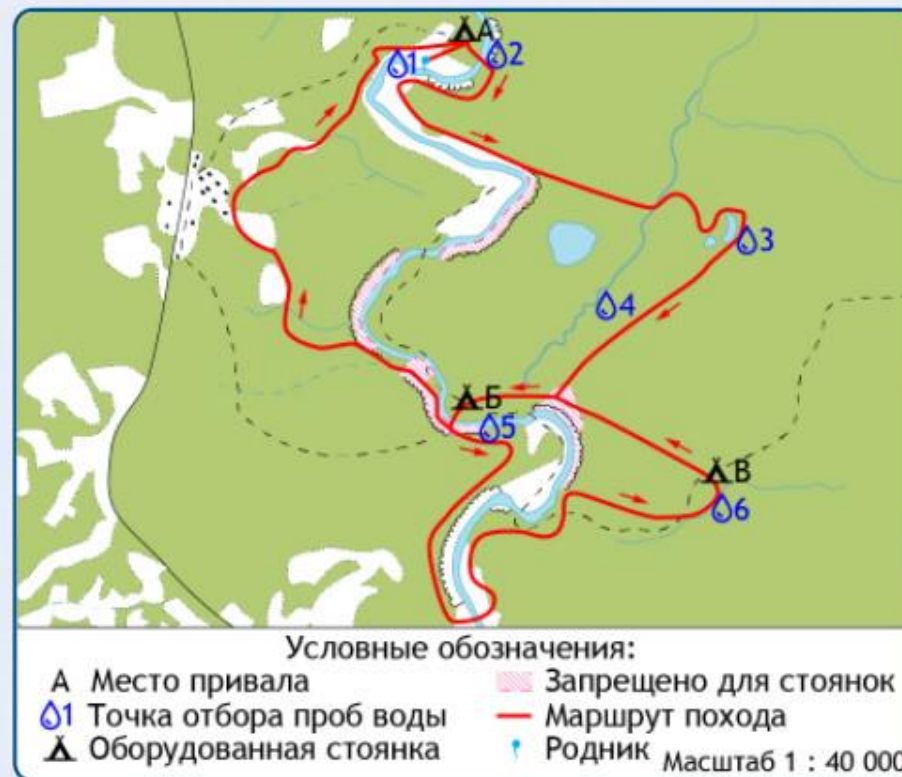 А
1
2
3
4
Б
5
В
6
Условные обозначения:
А Место привала
Запрещено для стоянок
1 Точка отбора проб воды
Маршрут похода
Оборудованная стоянка
Родник
Масштаб 1 : 40 000